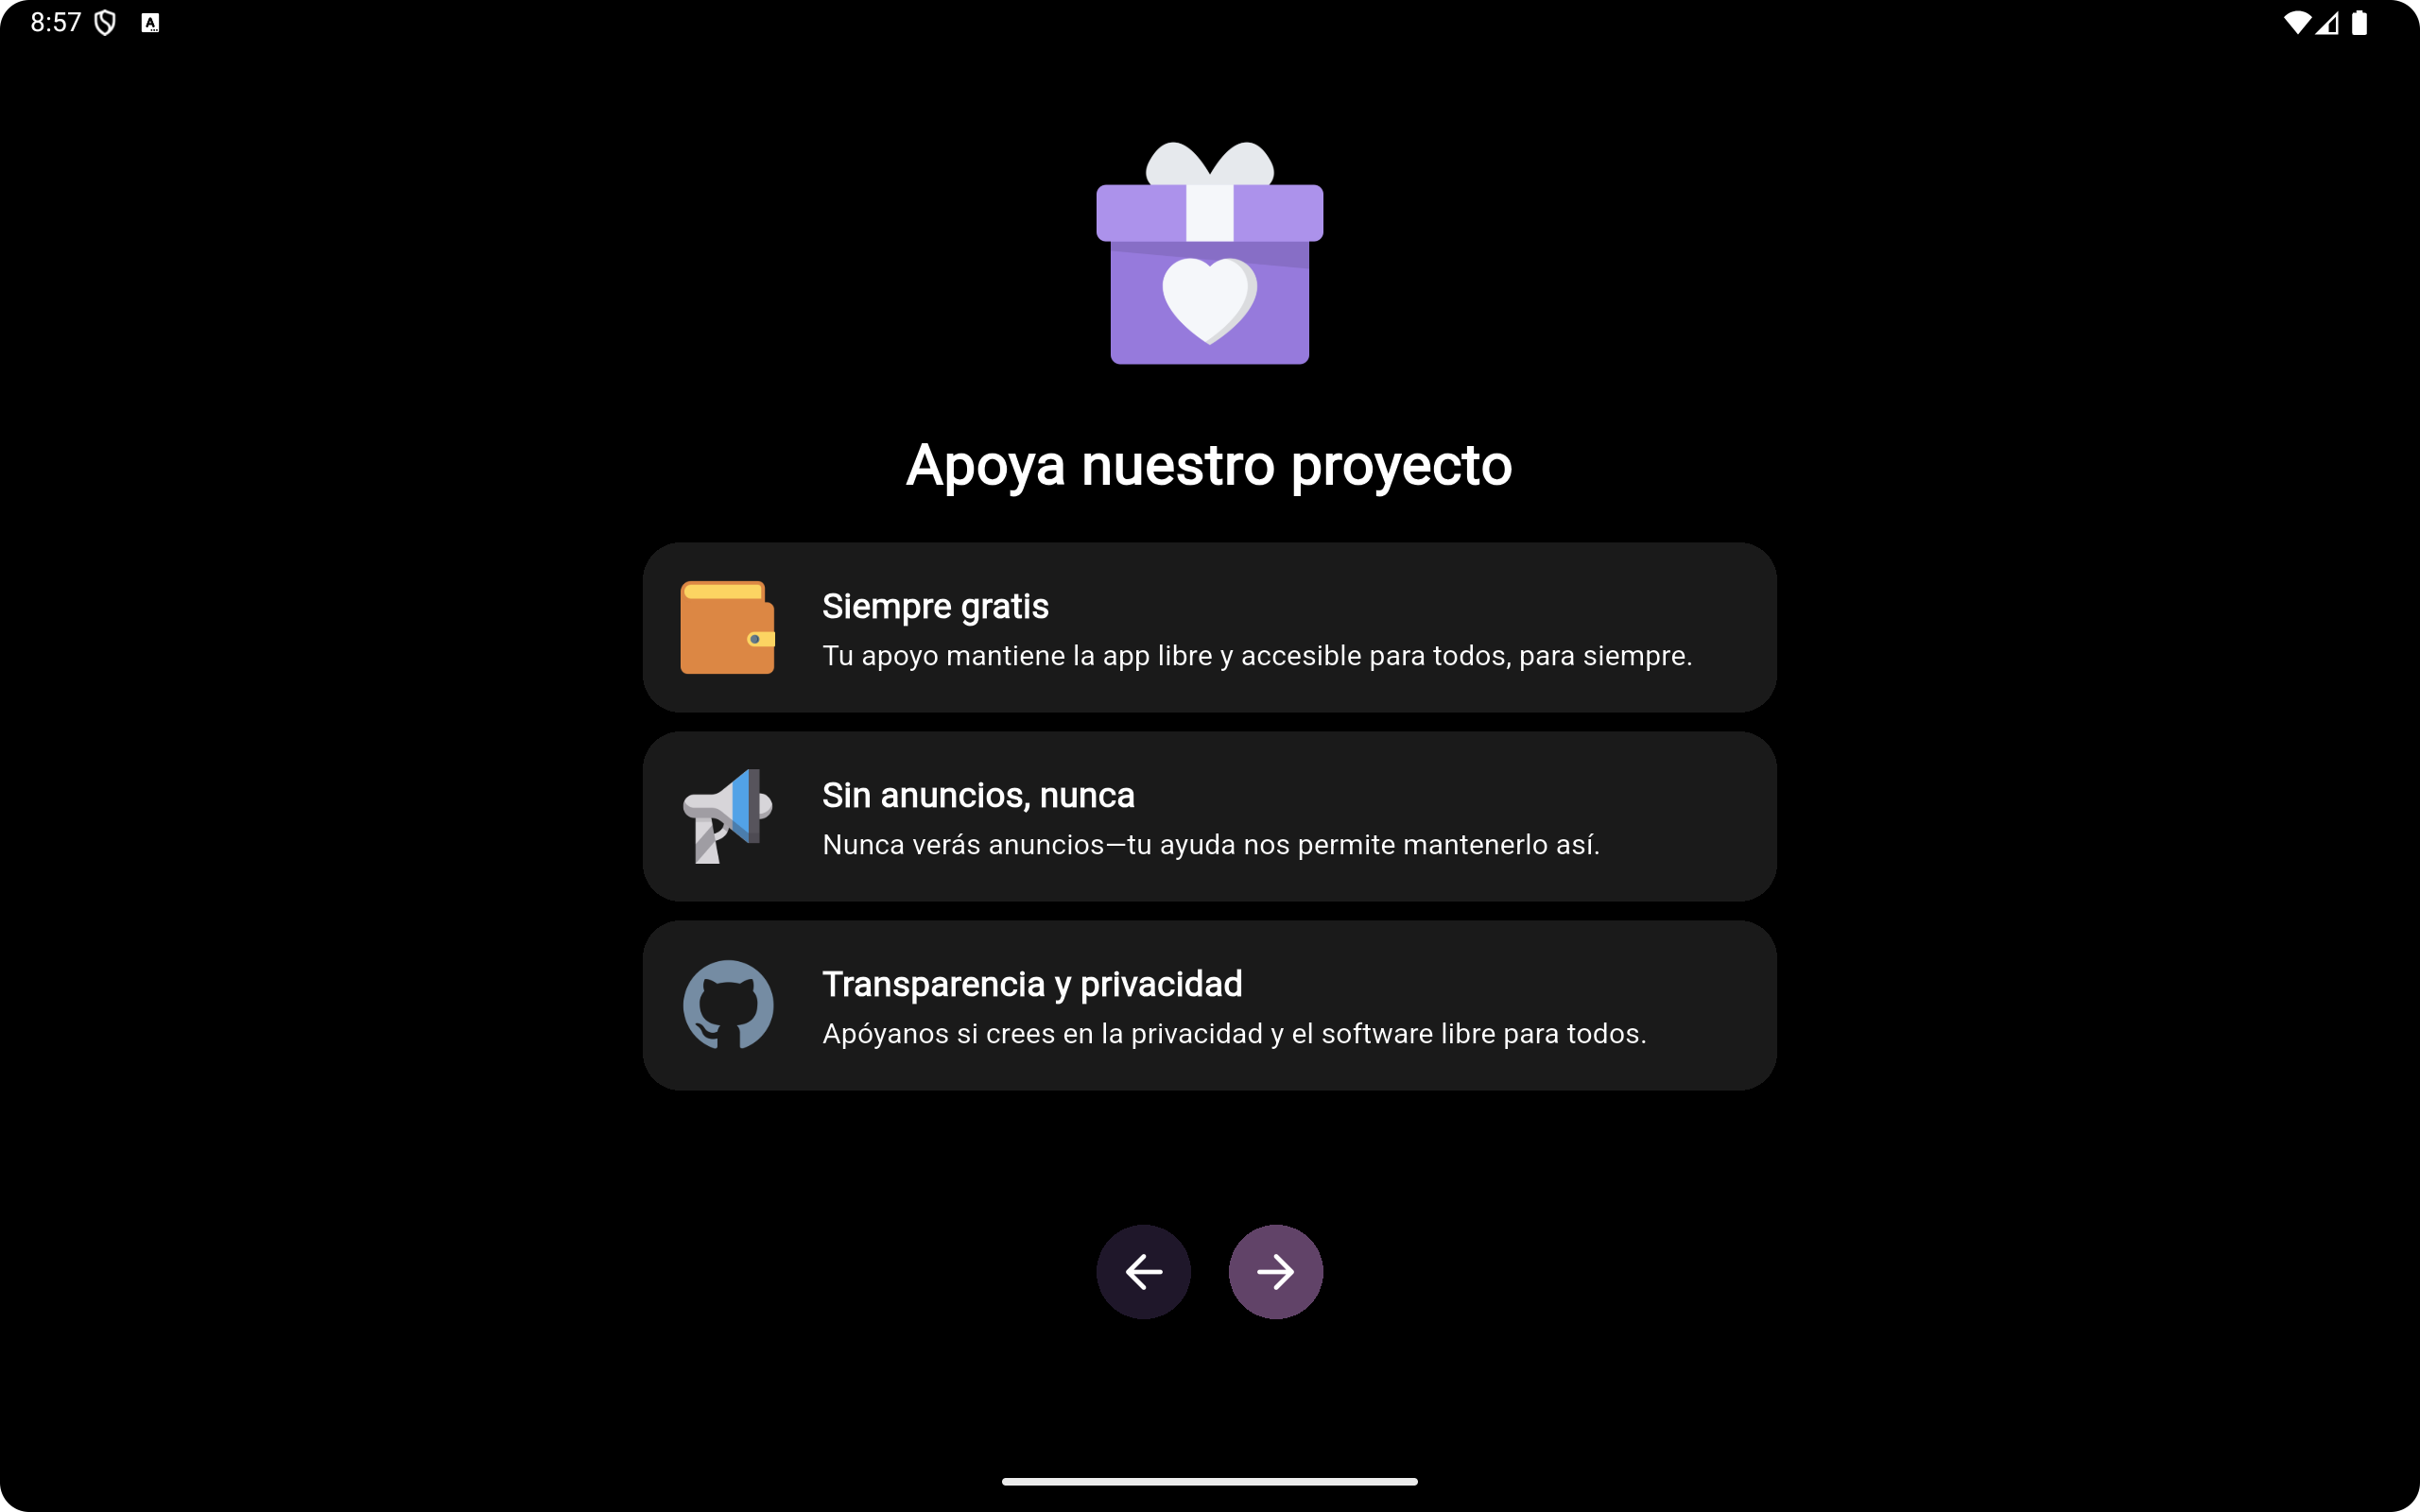 8:57
Apoya nuestro proyecto
Siempre gratis
Tu apoyo mantiene la app libre y accesible para todos, para siempre.
Sin anuncios, nunca
Nunca verás anuncios—tu ayuda nos permite mantenerlo así.
Transparencia y privacidad
Apóyanos si crees en la privacidad y el software libre para todos.